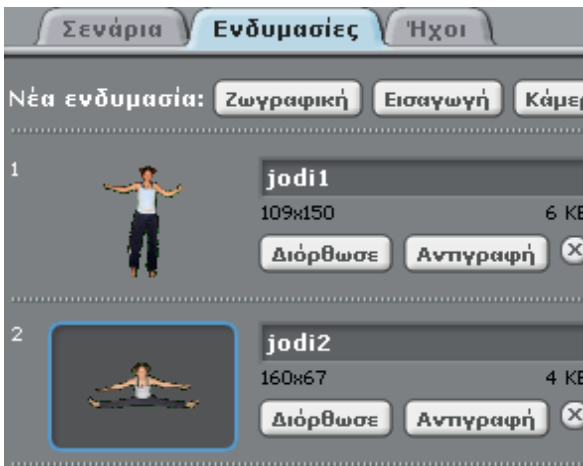 Σενάρια Ενδυμασίες Ήχοι
Νέα ενδυμασία: Ζωγραφική Εισαγωγή Κάμερ
1 jodi1
109x150 6 KB
Διόρθωσε Αντιγραφή
2 jodi2
160x67 4 KB
Διόρθωσε Αντιγραφή